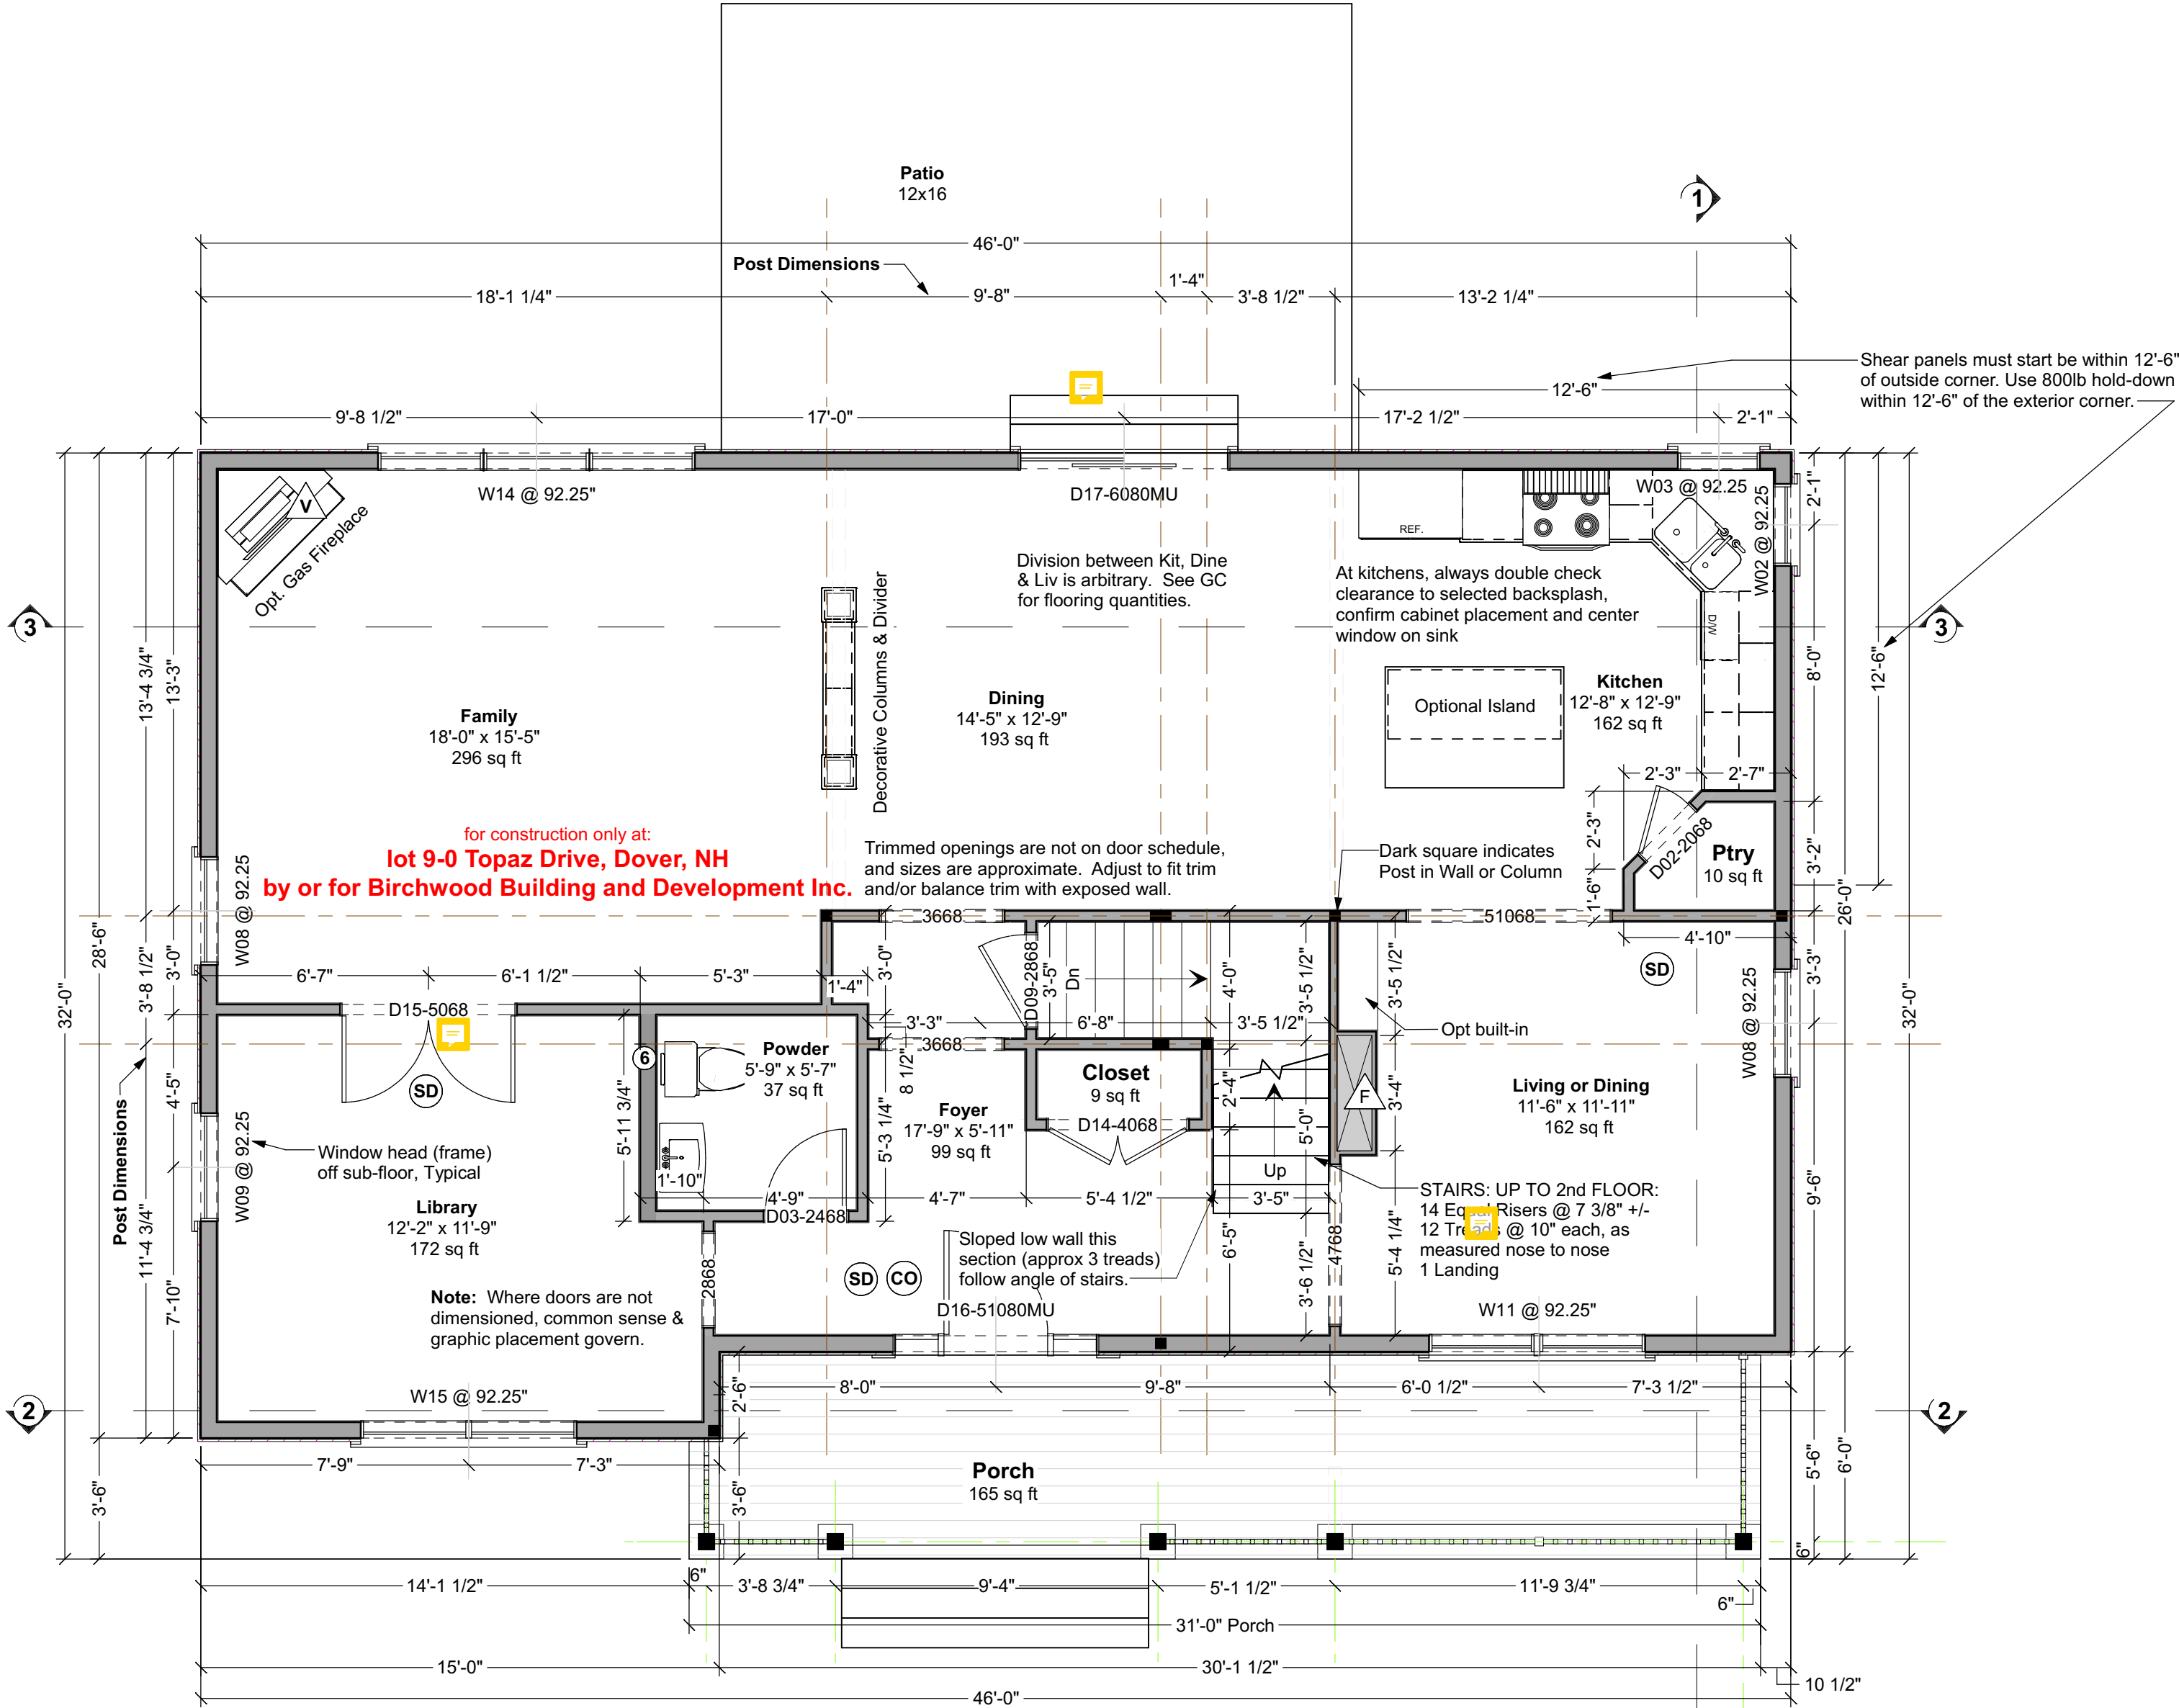 Patio
12x16
1
46'-0"
Post Dimensions
18'-1 1/4"
9'-8"
1'-4"
3'-8 1/2"
13'-2 1/4"
Shear panels must start be within 12'-6"
of outside corner. Use 800lb hold-down
within 12'-6" of the exterior corner.
12'-6"
9'-8 1/2"
17'-0"
17'-2 1/2"
2'-1"
W14 @ 92.25"
D17-6080MU
W03 @ 92.25
W02 @ 92.25
2'-1"
V
Opt. Gas Fireplace
REF.
D/W
Division between Kit, Dine
& Liv is arbitrary. See GC
for flooring quantities.
At kitchens, always double check
clearance to selected backsplash,
confirm cabinet placement and center
window on sink
Decorative Columns & Divider
3
3
32'-0"
28'-6"
13'-4 3/4"
13'-3"
8'-0"
12'-6"
Family
18'-0" x 15'-5"
296 sq ft
Dining
14'-5" x 12'-9"
193 sq ft
Optional Island
Kitchen
12'-8" x 12'-9"
162 sq ft
2'-3"
2'-7"
2'-3"
1'-6"
D02-2068
Ptry
10 sq ft
3'-2"
26'-0"
32'-0"
for construction only at:
lot 9-0 Topaz Drive, Dover, NH
by or for Birchwood Building and Development Inc.
Trimmed openings are not on door schedule,
and sizes are approximate. Adjust to fit trim
and/or balance trim with exposed wall.
Dark square indicates
Post in Wall or Column
W08 @ 92.25
3668
51068
4'-10"
3'-8 1/2"
3'-0"
6'-7"
6'-1 1/2"
5'-3"
1'-4"
3'-0"
D09-2868
3'-5"
Dn
4'-0"
3'-5 1/2"
3'-5 1/2"
SD
3'-3"
W08 @ 92.25
D15-5068
3'-3"
6'-8"
3'-5 1/2"
Opt built-in
3668
8 1/2"
6
Powder
5'-9" x 5'-7"
37 sq ft
Closet
9 sq ft
D14-4068
2'-4"
5'-0"
F
3'-4"
Living or Dining
11'-6" x 11'-11"
162 sq ft
SD
Post Dimensions
4'-5"
Foyer
17'-9" x 5'-11"
99 sq ft
5'-11 3/4"
5'-3 1/4"
Window head (frame)
off sub-floor, Typical
W09 @ 92.25
1'-10"
4'-9"
4'-7"
5'-4 1/2"
3'-5"
Up
D03-2468
Library
12'-2" x 11'-9"
172 sq ft
11'-4 3/4"
7'-10"
9'-6"
STAIRS: UP TO 2nd FLOOR:
14 Equal Risers @ 7 3/8" +/-
12 Treads @ 10" each, as
measured nose to nose
1 Landing
Sloped low wall this
section (approx 3 treads)
follow angle of stairs.
6'-5"
3'-6 1/2"
4768
5'-4 1/4"
2868
SD
CO
D16-51080MU
W11 @ 92.25"
Note: Where doors are not
dimensioned, common sense &
graphic placement govern.
W15 @ 92.25"
2'-6"
8'-0"
9'-8"
6'-0 1/2"
7'-3 1/2"
2
2
7'-9"
7'-3"
3'-6"
3'-6"
Porch
165 sq ft
5'-6"
6'-0"
6"
14'-1 1/2"
6"
3'-8 3/4"
9'-4"
5'-1 1/2"
11'-9 3/4"
6"
31'-0" Porch
15'-0"
30'-1 1/2"
10 1/2"
46'-0"